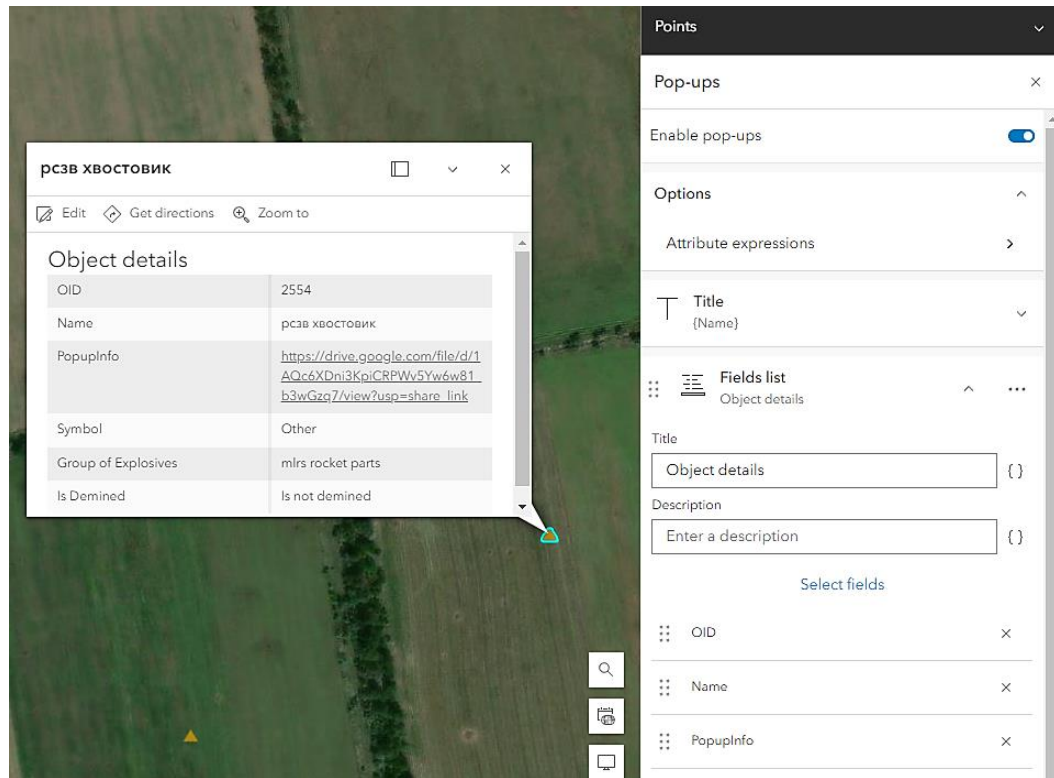 рсзв хвостовик
Edit
Get directions
Zoom to
Object details
OID 2554
Name рсзв хвостовик
PopupInfo https://drive.google.com/file/d/1
AQc6XDni3KpiCRPWv5Yw6w81_
b3wGzq7/view?usp=share_link
Symbol Other
Group of Explosives mlrs rocket parts
Is Demined Is not demined
Points
Pop-ups
Enable pop-ups
Options
Attribute expressions
Title
{Name}
Fields list
Object details
Title
Object details
{}
Description
Enter a description
{}
Select fields
OID
Name
PopupInfo